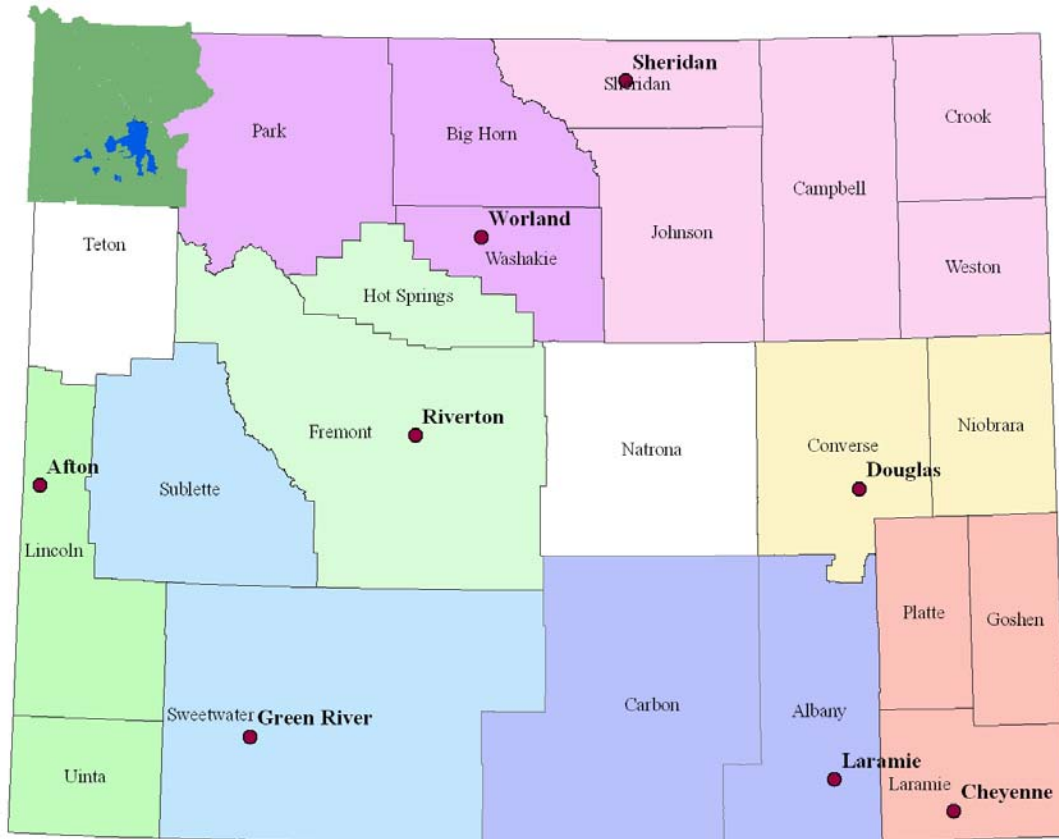 Sheridan
Sheridan
Park
Big Horn
Crook
Campbell
Worland
Johnson
Teton
Washakie
Weston
Hot Springs
Riverton
Fremont
Niobrara
Natrona
Converse
Afton
Douglas
Sublette
Lincoln
Platte
Goshen
Carbon
Albany
Sweetwater
Green River
Laramie
Uinta
Laramie
Cheyenne